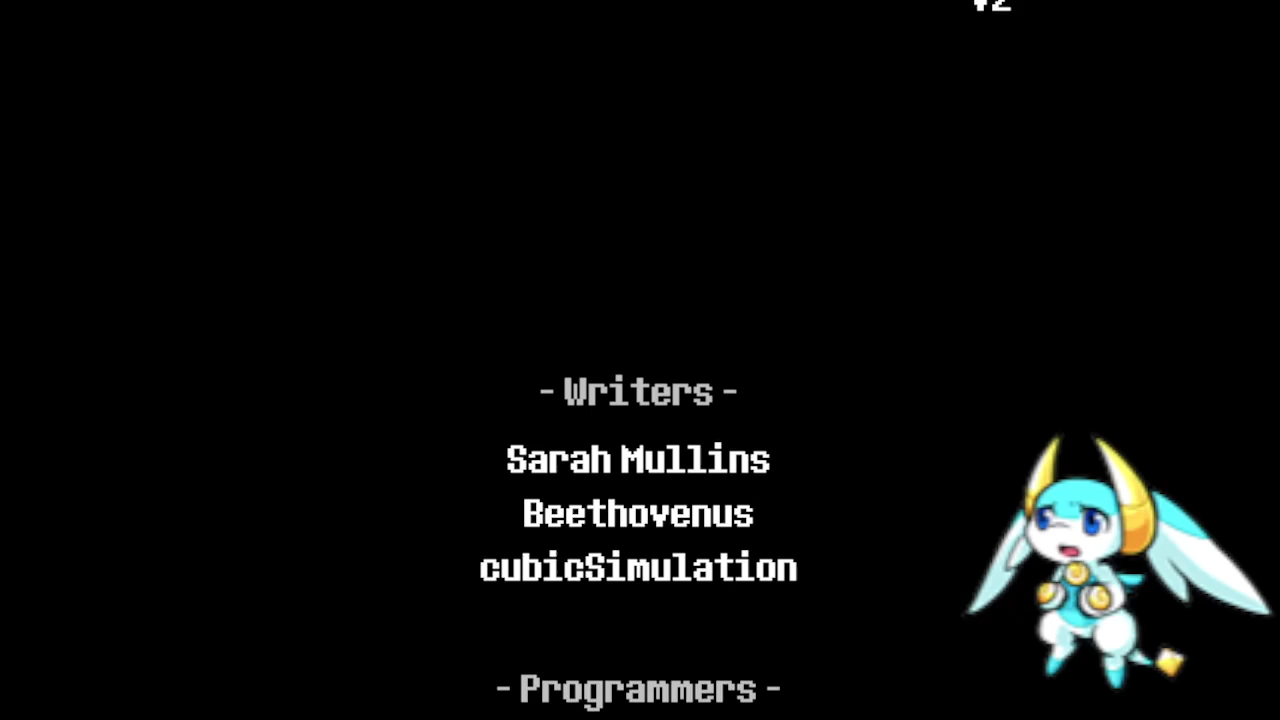 - Writers -
Sarah Mullins
Beethovenus
cubicSimulation
- Programmers -